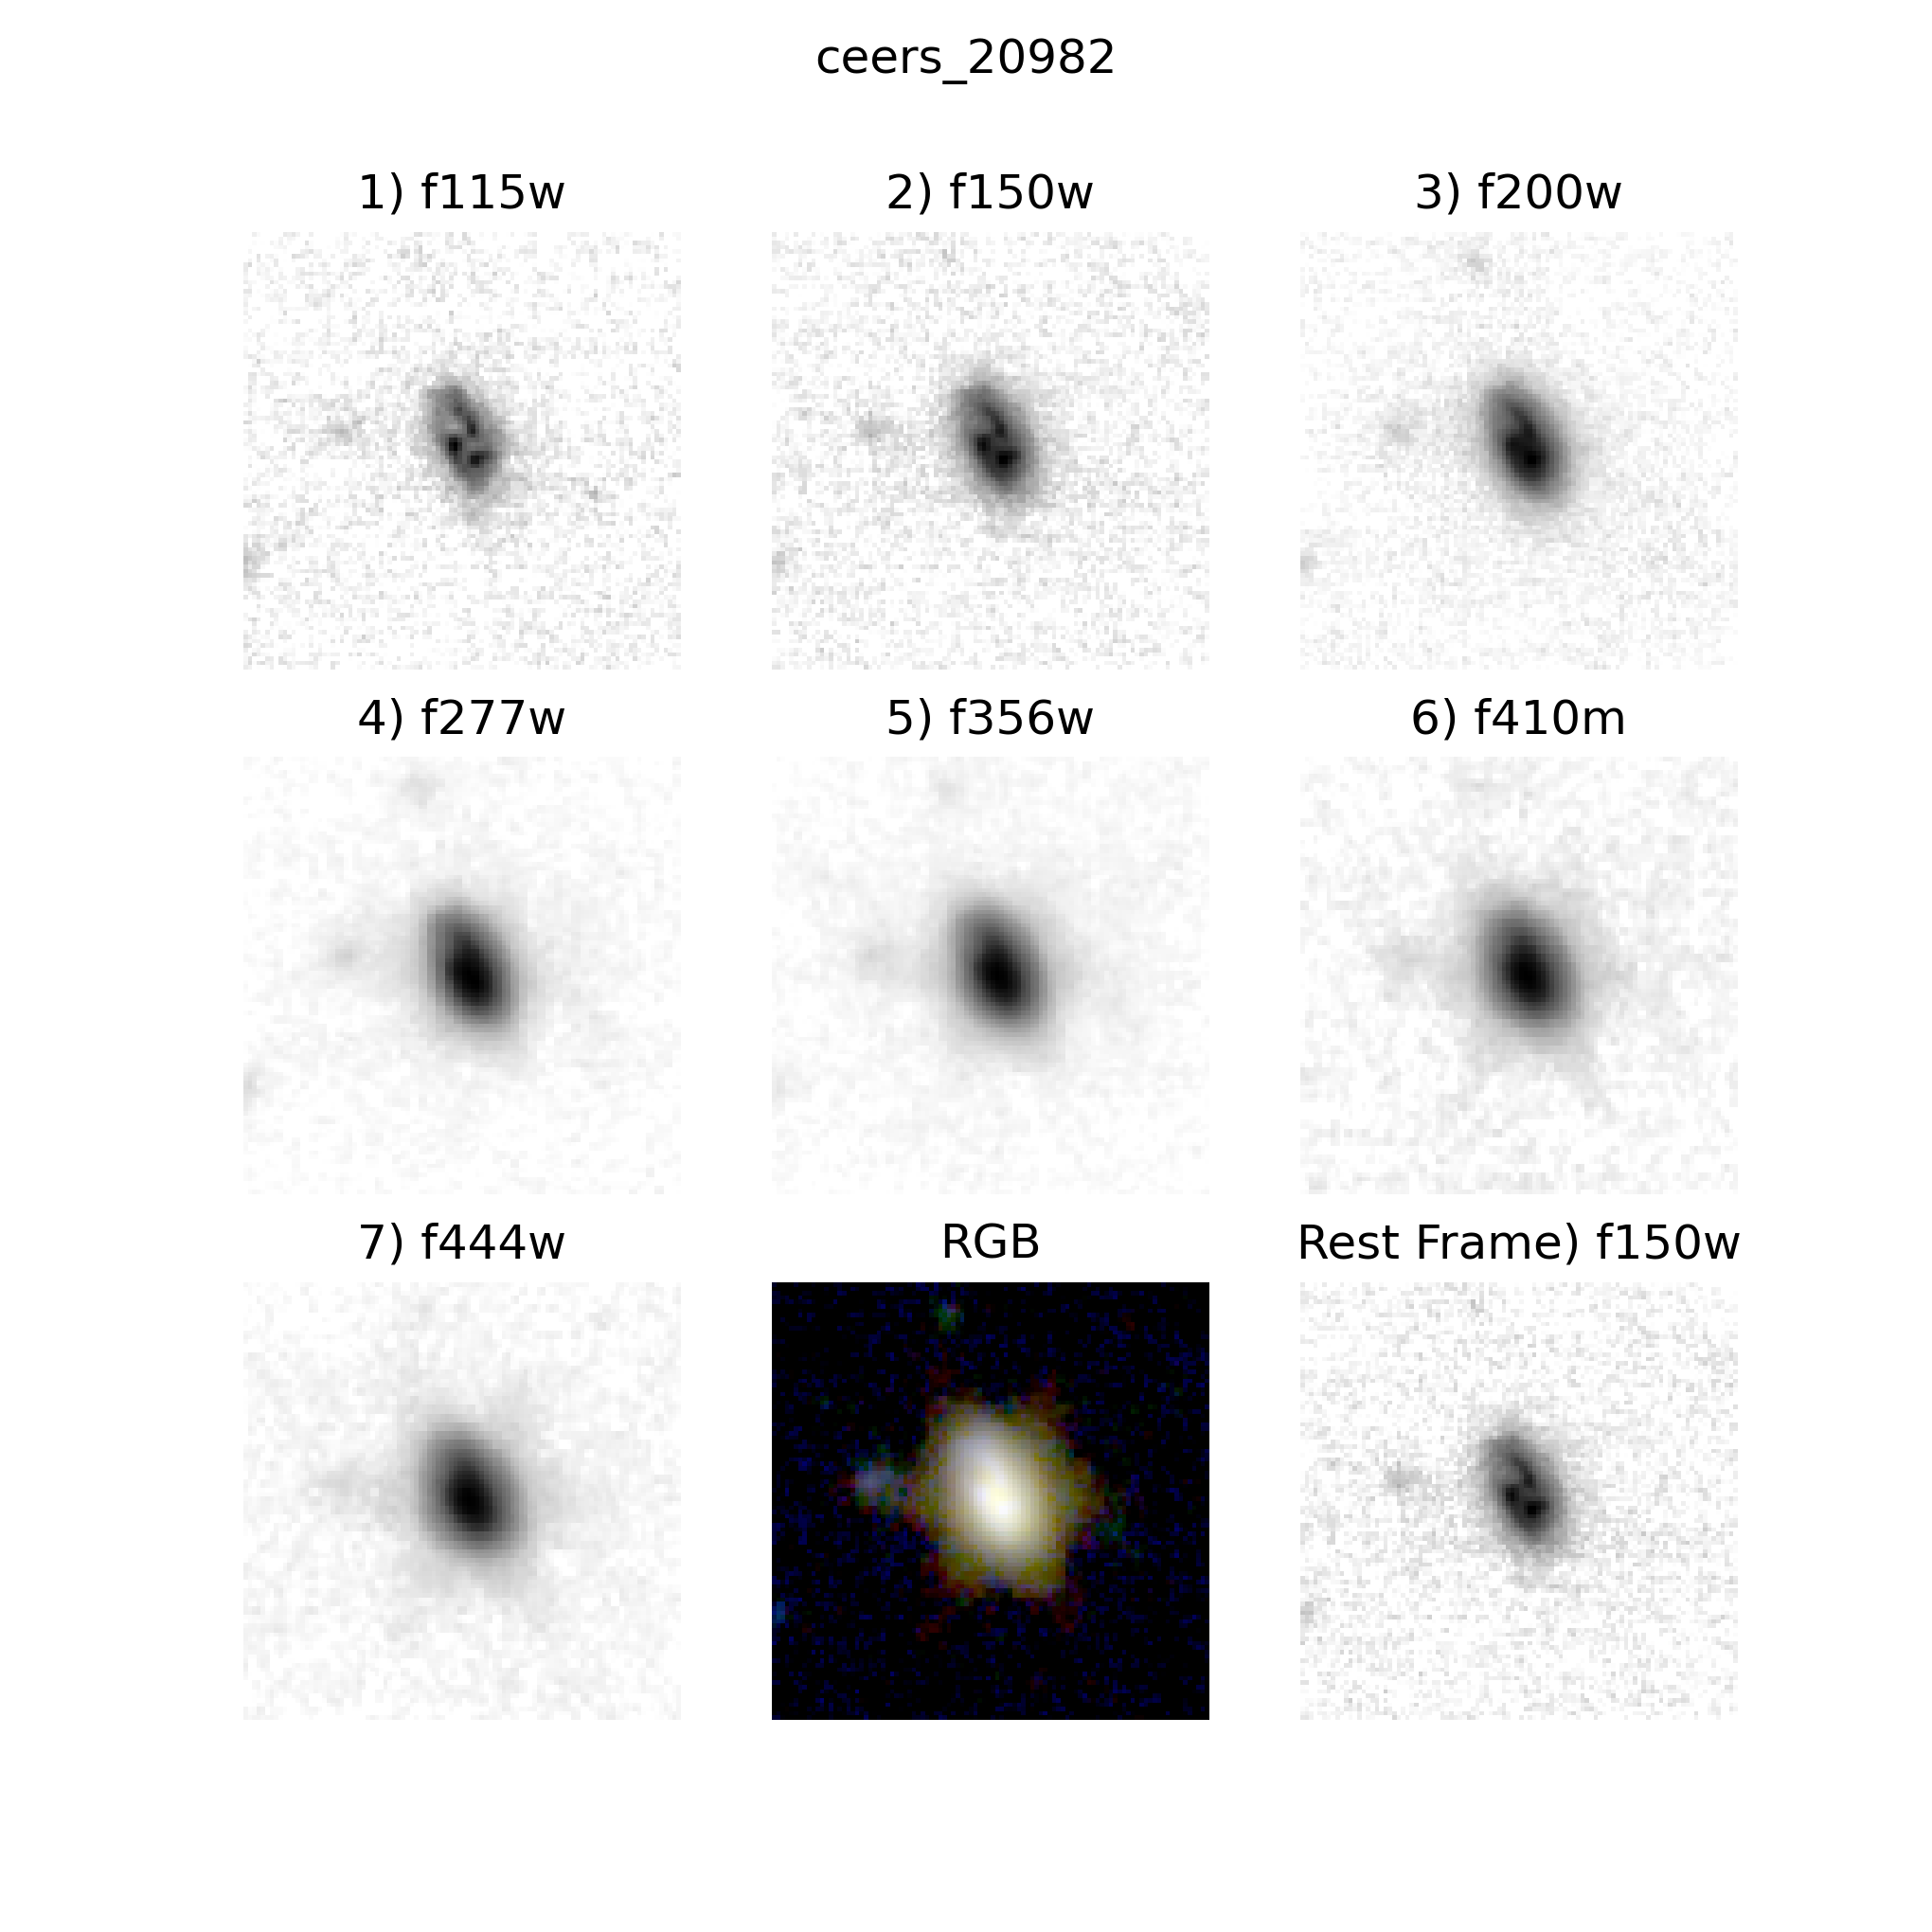 ceers_20982
1) f115w
2) f150w
3) f200w
4) f277w
5) f356w
6) f410m
7) f444w
RGB
Rest Frame) f150w